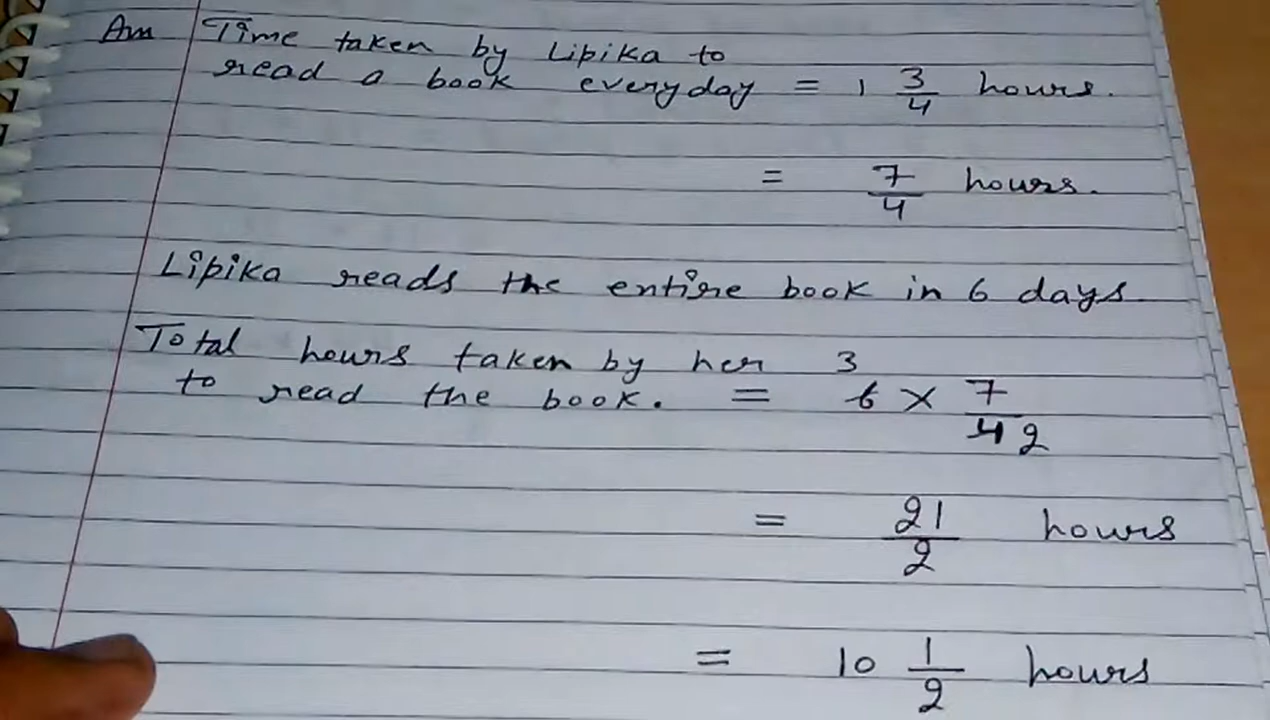 Ans Time taken by Lipika to
read a book everyday = 1 3/4 hours.
= 7/4 hours.
Lipika reads the entire book in 6 days
Total hours taken by her 3
to read the book. = 6 × 7/4 2
= 21/2 hours
= 10 1/2 hours